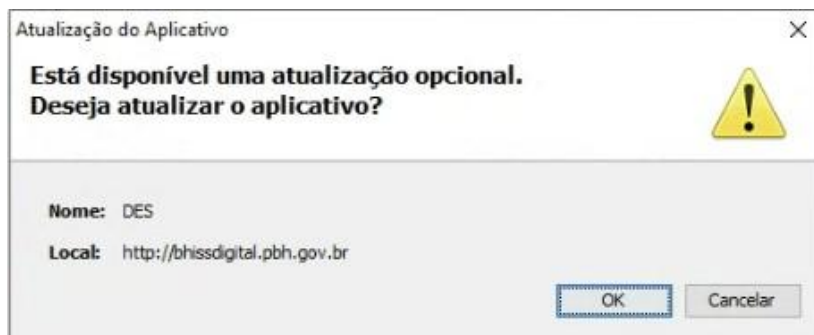 Atualização do Aplicativo
Está disponível uma atualização opcional.
Deseja atualizar o aplicativo?
Nome: DES
Local: http://bhissdigital.pbh.gov.br
OK Cancelar